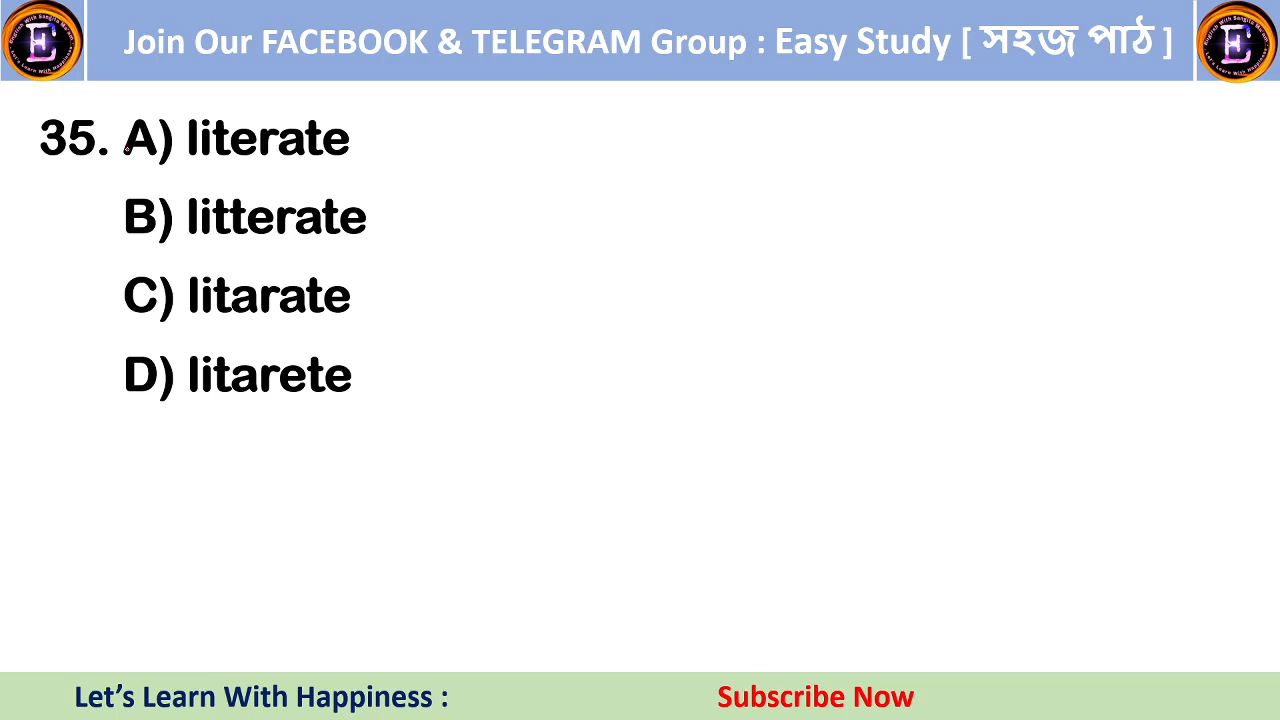 Join Our FACEBOOK & TELEGRAM Group : Easy Study [ সহজ পাঠ ]
35. A) literate
B) litterate
C) litarate
D) litarete
Let's Learn With Happiness :
Subscribe Now